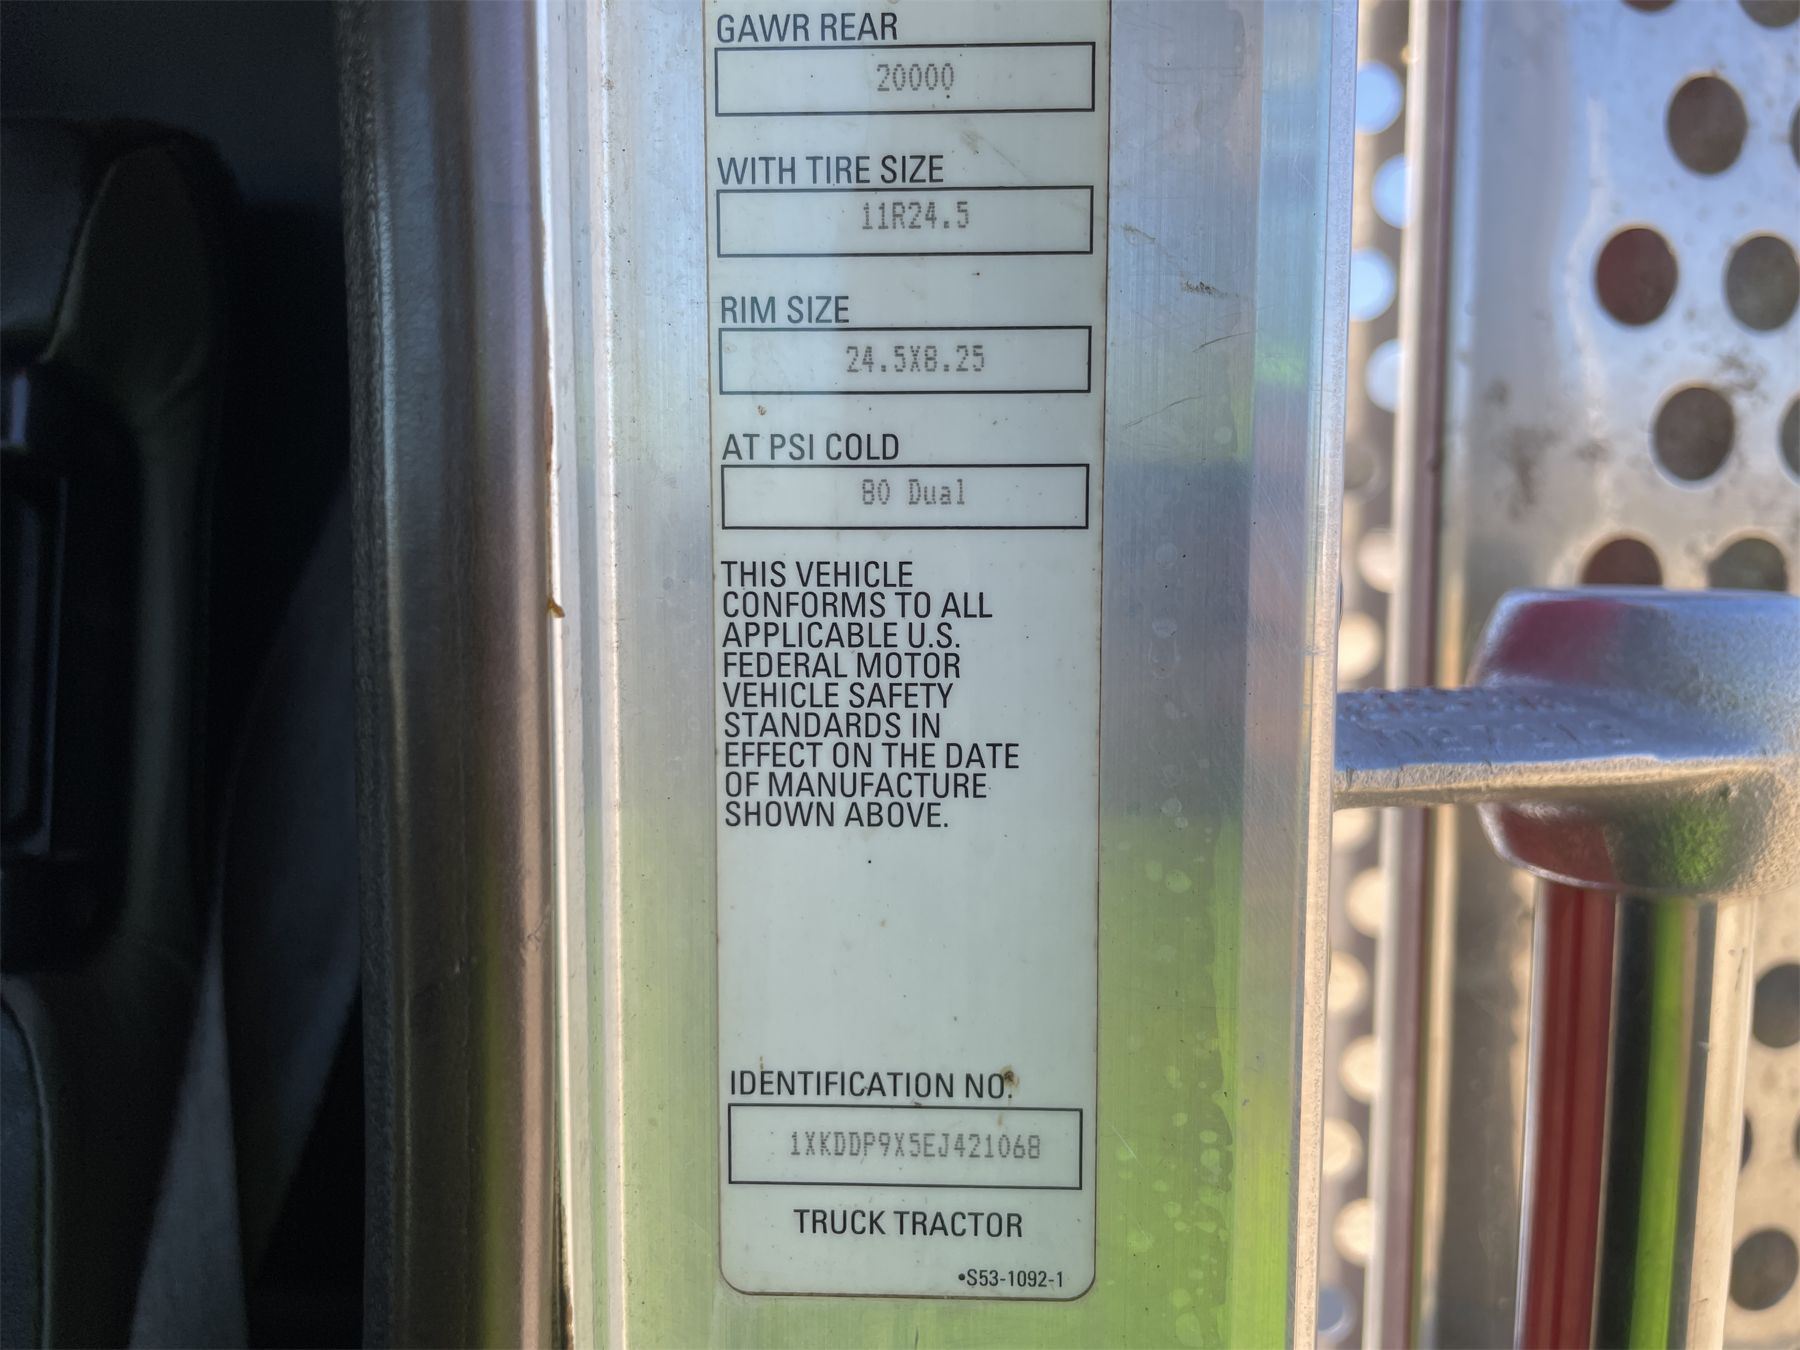 GAWR REAR
20000
WITH TIRE SIZE
11R24.5
RIM SIZE
24.5X8.25
AT PSI COLD
80 Dual
THIS VEHICLE
CONFORMS TO ALL
APPLICABLE U.S.
FEDERAL MOTOR
VEHICLE SAFETY
STANDARDS IN
EFFECT ON THE DATE
OF MANUFACTURE
SHOWN ABOVE.
IDENTIFICATION NO.
1XKDDP9X5EJ421068
TRUCK TRACTOR
•S53-1092-1